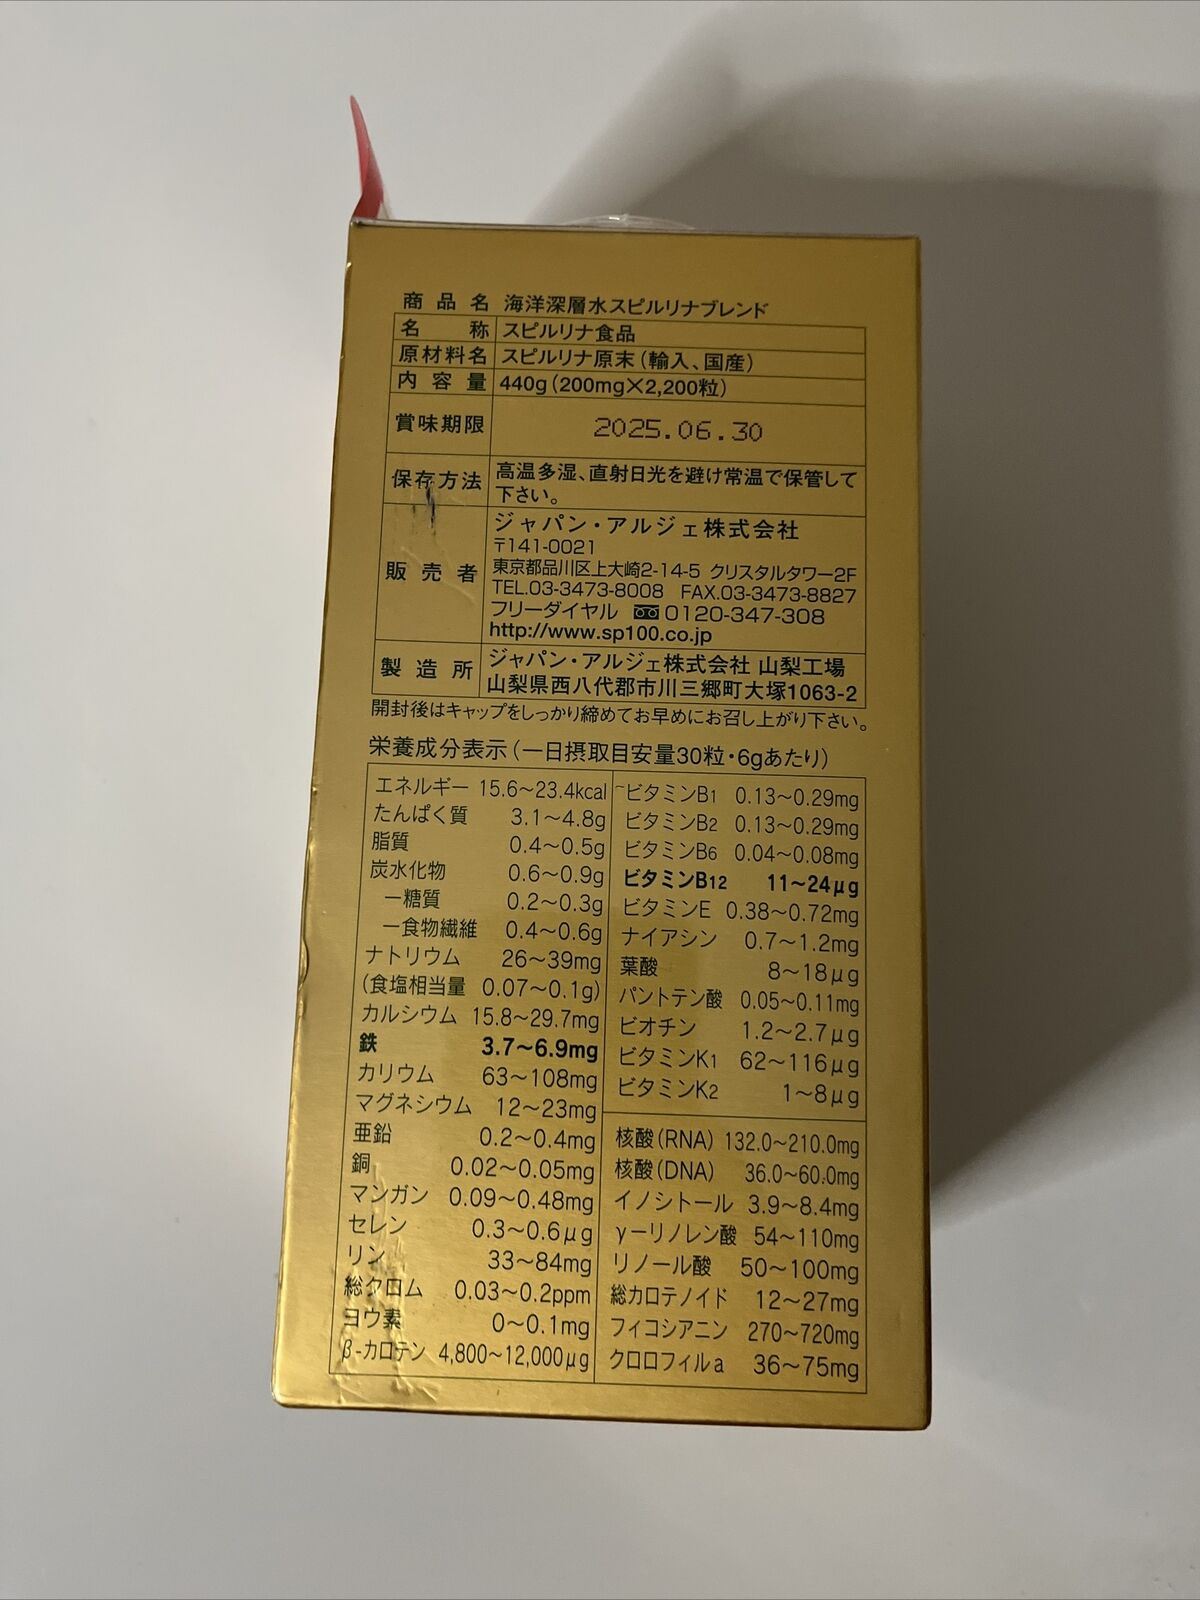 商品名 海洋深層水スピルリナブレンド
名称 スピルリナ食品
原材料名 スピルリナ原末(輸入、国産)
内容量 440g(200mg×2,200粒)
賞味期限 2025.06.30
保存方法 高温多湿、直射日光を避け常温で保管して
下さい。
販売者 ジャパン・アルジェ株式会社
〒141-0021
東京都品川区上大崎2-14-5 クリスタルタワー2F
TEL.03-3473-8008 FAX.03-3473-8827
フリーダイヤル 0120-347-308
http://www.sp100.co.jp
製造所 ジャパン・アルジェ株式会社 山梨工場
山梨県西八代郡市川三郷町大塚1063-2
開封後はキャップをしっかり締めてお早めにお召し上がり下さい。
栄養成分表示(一日摂取目安量30粒・6gあたり)
エネルギー 15.6~23.4kcal
たんぱく質 3.1~4.8g
脂質 0.4~0.5g
炭水化物 0.6~0.9g
ー糖質 0.2~0.3g
ー食物繊維 0.4~0.6g
ナトリウム 26~39mg
(食塩相当量 0.07~0.1g)
カルシウム 15.8~29.7mg
鉄 3.7~6.9mg
カリウム 63~108mg
マグネシウム 12~23mg
亜鉛 0.2~0.4mg
銅 0.02~0.05mg
マンガン 0.09~0.48mg
セレン 0.3~0.6μg
リン 33~84mg
総クロム 0.03~0.2ppm
ヨウ素 0~0.1mg
β-カロテン 4,800~12,000μg
ビタミンB1 0.13~0.29mg
ビタミンB2 0.13~0.29mg
ビタミンB6 0.04~0.08mg
ビタミンB12 11~24μg
ビタミンE 0.38~0.72mg
ナイアシン 0.7~1.2mg
葉酸 8~18μg
パントテン酸 0.05~0.11mg
ビオチン 1.2~2.7μg
ビタミンK1 62~116μg
ビタミンK2 1~8μg
核酸(RNA) 132.0~210.0mg
核酸(DNA) 36.0~60.0mg
イノシトール 3.9~8.4mg
γーリノレン酸 54~110mg
リノール酸 50~100mg
総カロテノイド 12~27mg
フィコシアニン 270~720mg
クロロフィルa 36~75mg